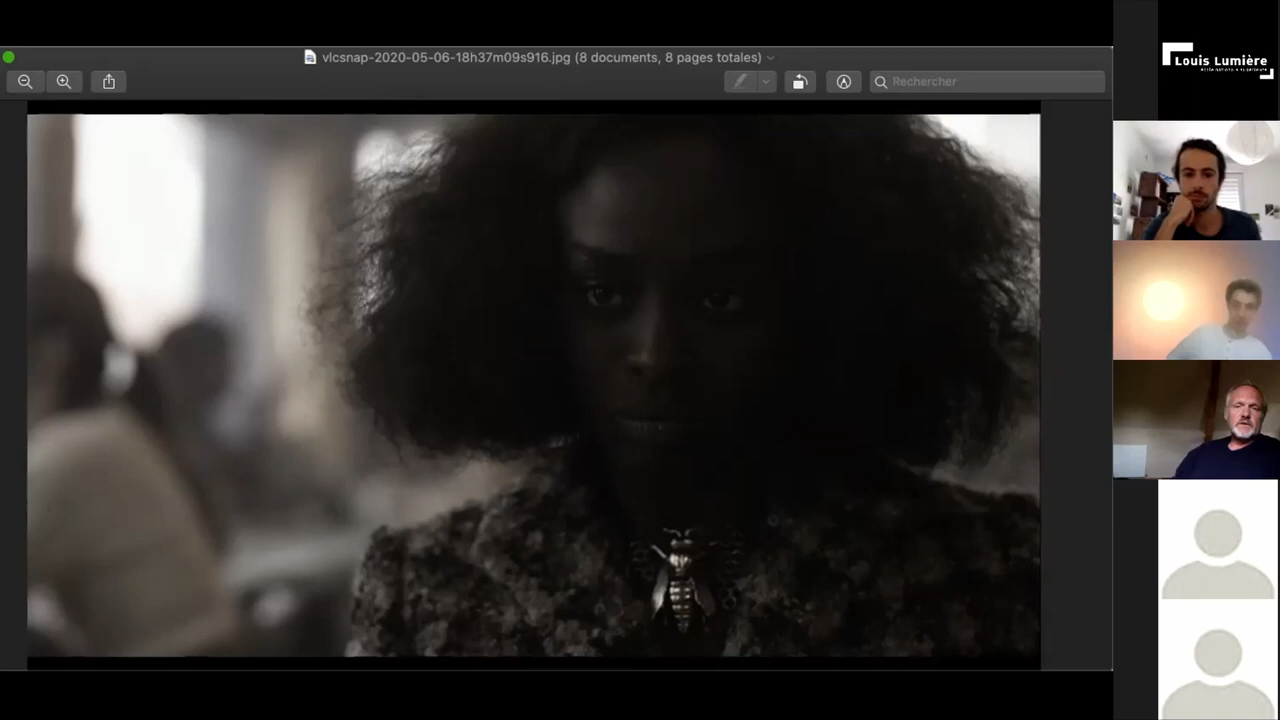 vlcsnap-2020-05-06-18h37m09s916.jpg (8 documents, 8 pages totales)
Rechercher
Louis Lumière